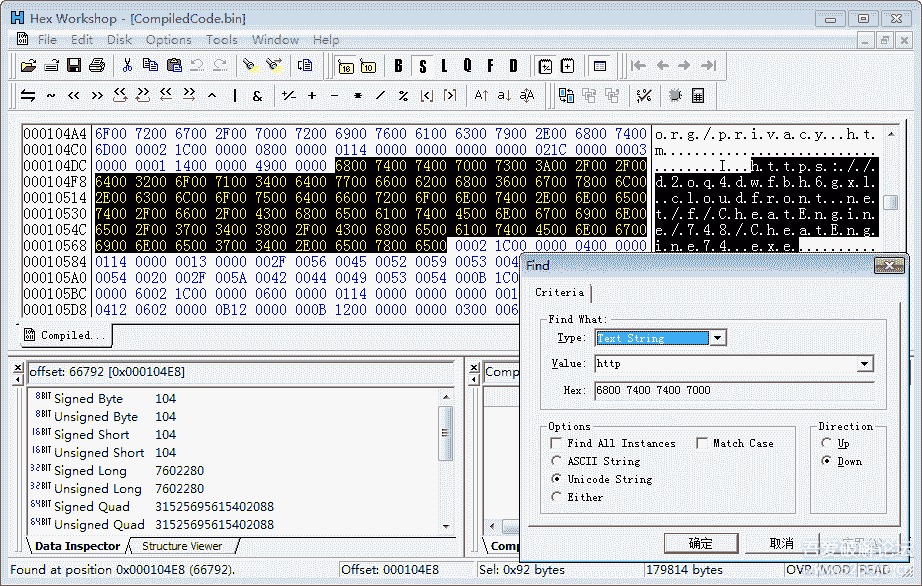 Hex Workshop - [CompiledCode.bin]
File Edit Disk Options Tools Window Help
B S L Q F D
000104A4 6F00 7200 6700 2F00 7000 7200 6900 7600 6100 6300 7900 2E00 6800 7400 o.r.g./.p.r.i.v.a.c.y...h.t.
000104C0 6D00 0002 1C00 0000 0800 0000 0114 0000 0000 0000 021C 0000 0003 m...........................
000104DC 0000 0001 1400 0000 4900 0000 6800 7400 7400 7000 7300 3A00 2F00 2F00 ........I...h.t.t.p.s.:././.
000104F8 6400 3200 6F00 7100 3400 6400 7700 6600 6200 6800 3600 6700 7800 6C00 d.2.o.q.4.d.w.f.b.h.6.g.x.l.
00010514 2E00 6300 6C00 6F00 7500 6400 6600 7200 6F00 6E00 7400 2E00 6E00 6500 ..c.l.o.u.d.f.r.o.n.t...n.e.
00010530 7400 2F00 6600 2F00 4300 6800 6500 6100 7400 4500 6E00 6700 6900 6E00 t./.f./.C.h.e.a.t.E.n.g.i.n.
0001054C 6500 2F00 3700 3400 3800 2F00 4300 6800 6500 6100 7400 4500 6E00 6700 e./.7.4.8./.C.h.e.a.t.E.n.g.
00010568 6900 6E00 6500 3700 3400 2E00 6500 7800 6500 0002 1C00 0000 0400 0000 i.n.e.7.4...e.x.e...........
00010584 0114 0000 0013 0000 002F 0056 0045 0052 0059 0053 004
000105A0 0054 0020 002F 005A 0042 0044 0049 0053 0054 000B 1C0
000105BC 0000 6002 1C00 0000 0600 0000 0114 0000 0000 0000 001
000105D8 0412 0602 0000 0B12 0000 000B 1200 0000 0000 0300 006
Compiled...
Find
Criteria
Find What:
Type: Text String
Value: http
Hex: 6800 7400 7400 7000
Options
Find All Instances Match Case
ASCII String
Unicode String
Either
Direction
Up
Down
确定 取消
offset: 66792 [0x000104E8]
Comp
8BIT Signed Byte 104
8BIT Unsigned Byte 104
16BIT Signed Short 104
16BIT Unsigned Short 104
32BIT Signed Long 7602280
32BIT Unsigned Long 7602280
64BIT Signed Quad 31525695615402088
64BIT Unsigned Quad 31525695615402088
Data Inspector Structure Viewer
Comp
Found at position 0x000104E8 (66792). Offset: 000104E8 Sel: 0x92 bytes 179814 bytes OVR MOD READ